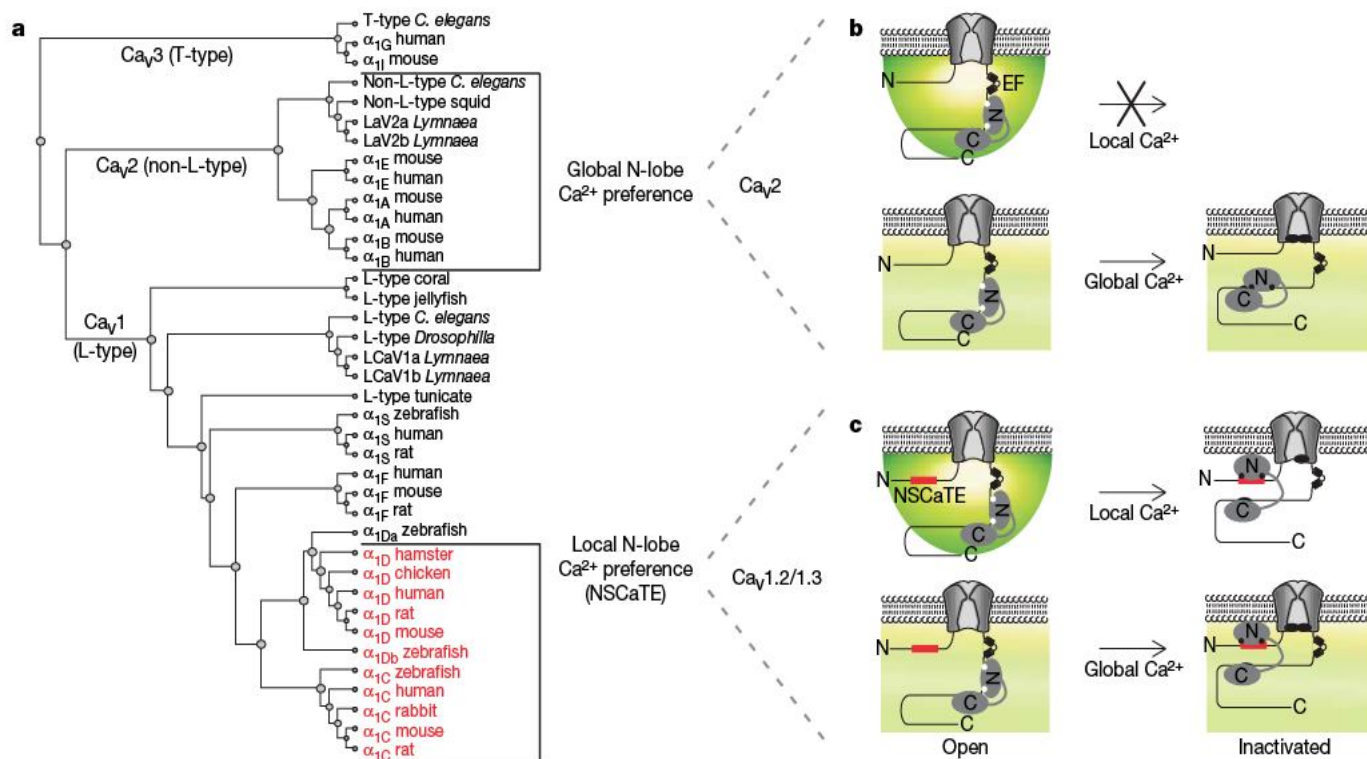 a
T-type C. elegans
α1G human
α1I mouse
CaV3 (T-type)
Non-L-type C. elegans
Non-L-type squid
LaV2a Lymnaea
LaV2b Lymnaea
α1E mouse
α1E human
α1A mouse
α1A human
α1B mouse
α1B human
CaV2 (non-L-type)
L-type coral
L-type jellyfish
L-type C. elegans
L-type Drosophilla
LCaV1a Lymnaea
LCaV1b Lymnaea
L-type tunicate
α1S zebrafish
α1S human
α1S rat
α1F human
α1F mouse
α1F rat
α1Da zebrafish
α1D hamster
α1D chicken
α1D human
α1D rat
α1D mouse
α1Db zebrafish
α1C zebrafish
α1C human
α1C rabbit
α1C mouse
α1C rat
CaV1
(L-type)
Global N-lobe
Ca2+ preference
CaV2
Local N-lobe
Ca2+ preference
(NSCaTE)
CaV1.2/1.3
b
N
EF
N
C
C
Local Ca2+
N
N
C
C
Global Ca2+
N
N
C
C
c
N
NSCaTE
N
C
C
Local Ca2+
N
N
C
C
N
N
C
C
Global Ca2+
N
N
C
C
Open
Inactivated